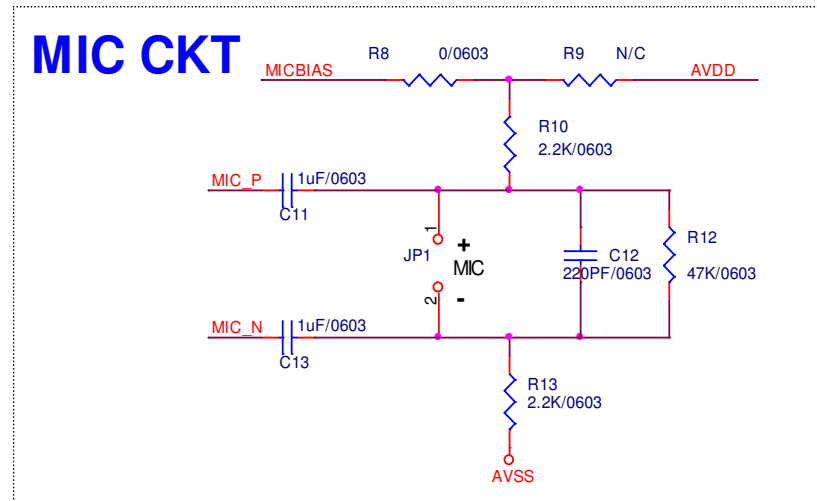 MIC CKT
R8 0/0603 R9 N/C
MICBIAS AVDD
R10
2.2K/0603
MIC_P 1uF/0603
C11
1
JP1 + MIC -
2
C12
220PF/0603
R12
47K/0603
MIC_N 1uF/0603
C13
R13
2.2K/0603
AVSS